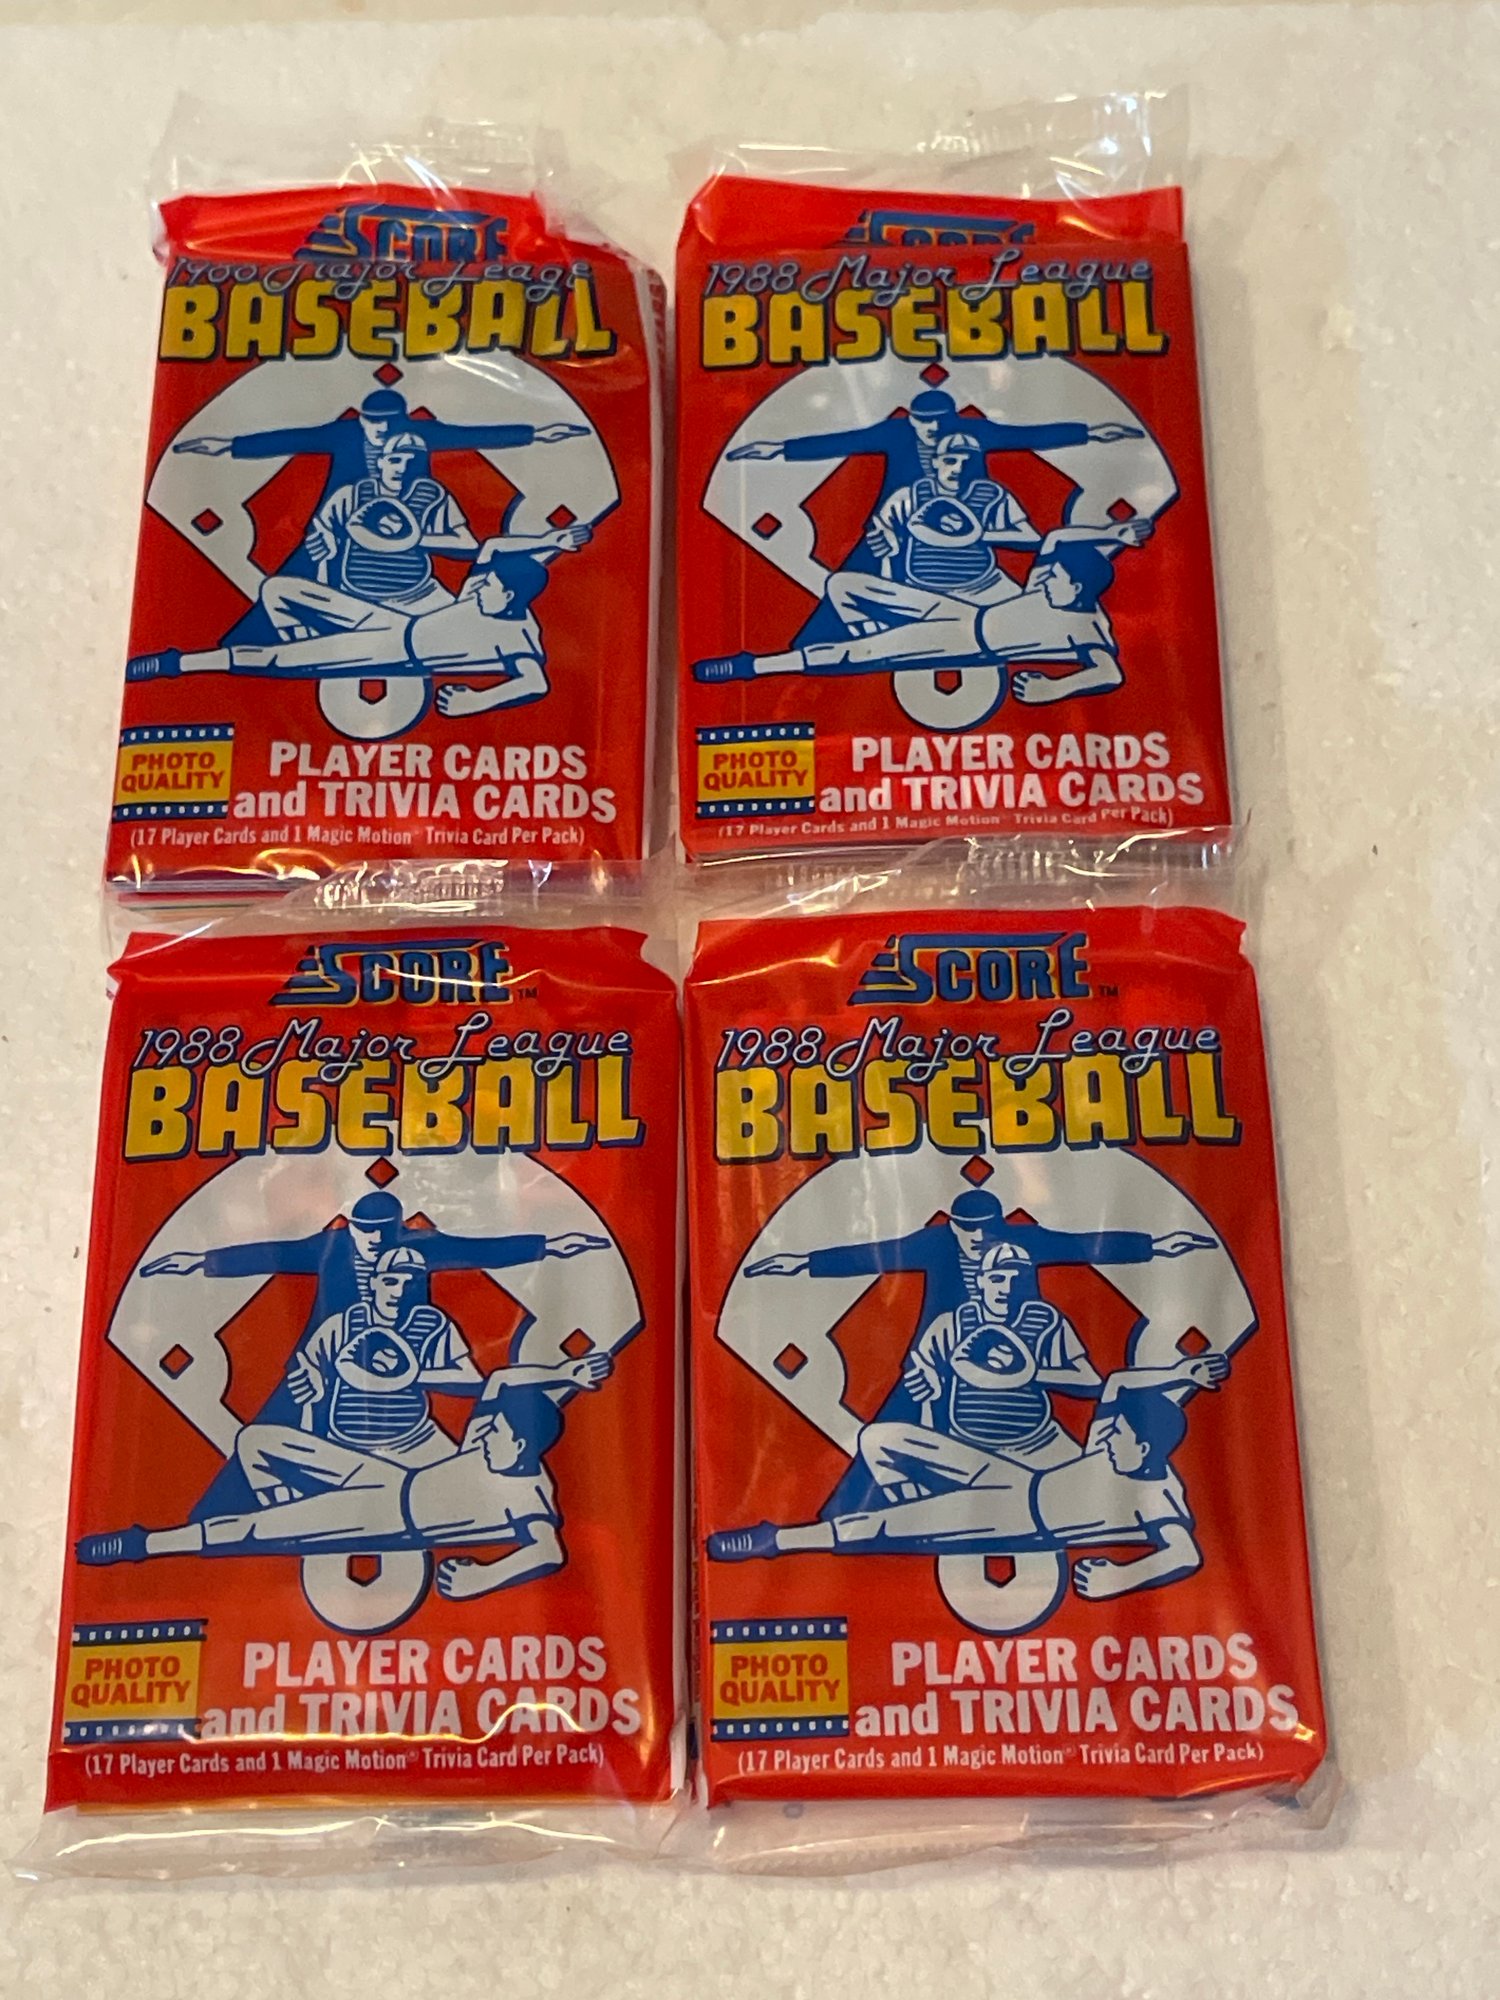 SCORE
1988 Major League
BASEBALL
PHOTO
QUALITY
PLAYER CARDS
and TRIVIA CARDS
(17 Player Cards and 1 Magic Motion Trivia Card Per Pack)
SCORE
1988 Major League
BASEBALL
PHOTO
QUALITY
PLAYER CARDS
and TRIVIA CARDS
(17 Player Cards and 1 Magic Motion Trivia Card Per Pack)
SCORE™
1988 Major League
BASEBALL
PHOTO
QUALITY
PLAYER CARDS
and TRIVIA CARDS
(17 Player Cards and 1 Magic Motion® Trivia Card Per Pack)
SCORE™
1988 Major League
BASEBALL
PHOTO
QUALITY
PLAYER CARDS
and TRIVIA CARDS
(17 Player Cards and 1 Magic Motion® Trivia Card Per Pack)